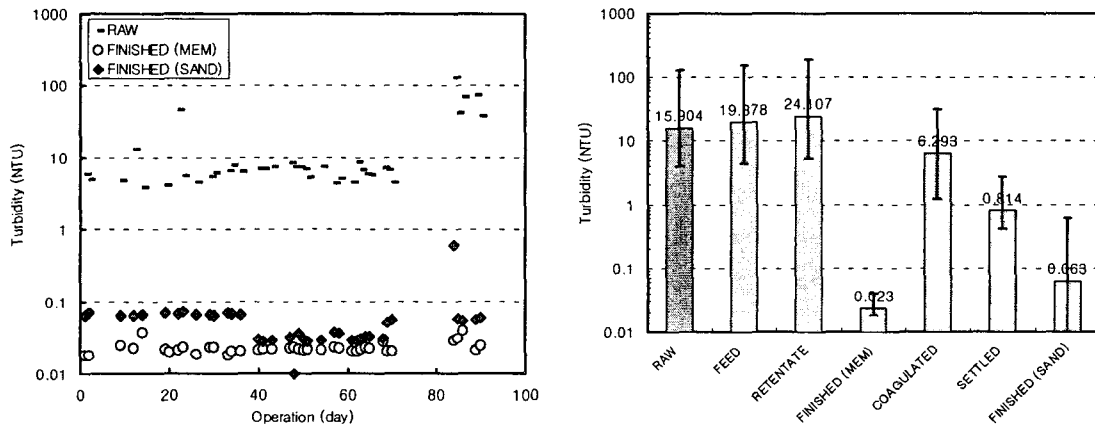 1000
100
10
1
0.1
0.01
Turbidity (NTU)
RAW
FINISHED (MEM)
FINISHED (SAND)
0
20
40
60
80
100
Operation (day)
1000
100
10
1
0.1
0.01
Turbidity (NTU)
15.904
19.878
24.107
0.023
6.293
0.814
0.063
RAW
FEED
RETENTATE
FINISHED (MEM)
COAGULATED
SETTLED
FINISHED (SAND)